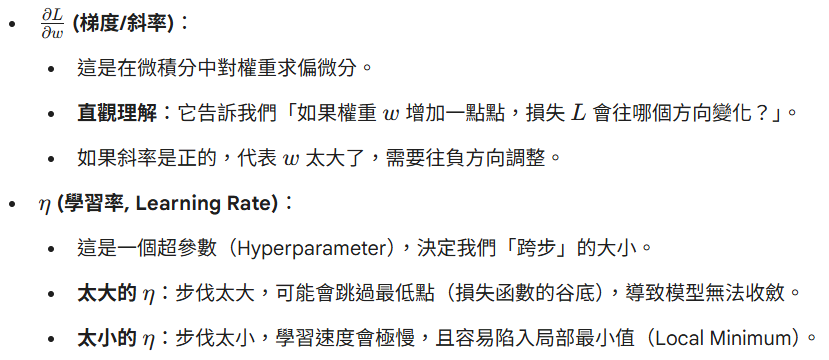 • ∂L/∂w (梯度/斜率)：
• 這是在微積分中對權重求偏微分。
• 直觀理解：它告訴我們「如果權重 w 增加一點點，損失 L 會往哪個方向變化？」。
• 如果斜率是正的，代表 w 太大了，需要往負方向調整。
• η (學習率, Learning Rate)：
• 這是一個超參數（Hyperparameter），決定我們「跨步」的大小。
• 太大的 η：步伐太大，可能會跳過最低點（損失函數的谷底），導致模型無法收斂。
• 太小的 η：步伐太小，學習速度會極慢，且容易陷入局部最小值（Local Minimum）。